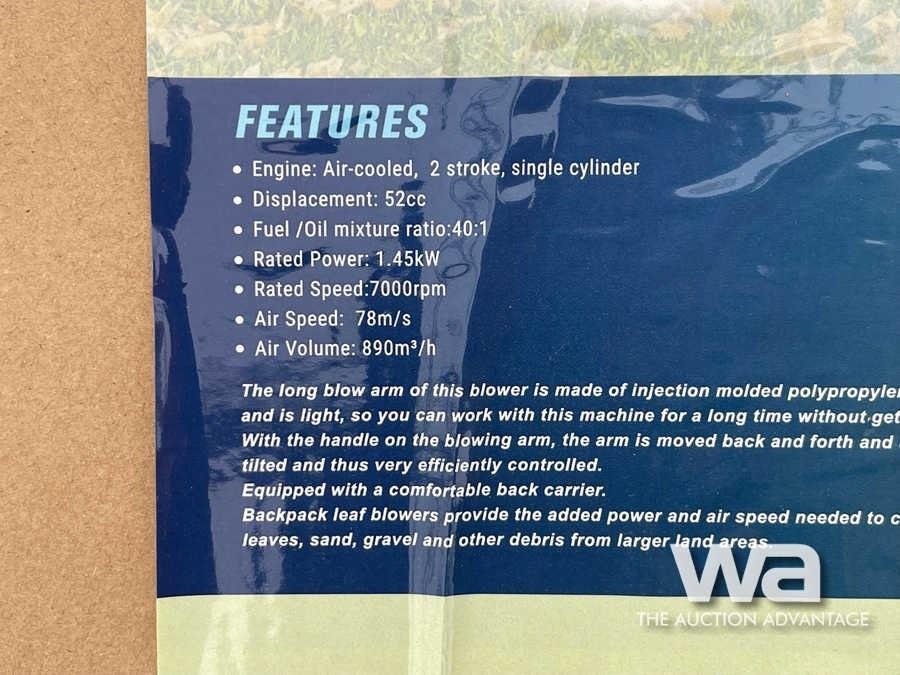 FEATURES
• Engine: Air-cooled, 2 stroke, single cylinder
• Displacement: 52cc
• Fuel /Oil mixture ratio:40:1
• Rated Power: 1.45kW
• Rated Speed:7000rpm
• Air Speed: 78m/s
• Air Volume: 890m³/h
The long blow arm of this blower is made of injection molded
and is light, so you can work with this machine for a long time without
With the handle on the blowing arm, the arm is moved back and forth and
tilted and thus very efficiently controlled.
Equipped with a comfortable back carrier.
Backpack leaf blowers provide the added power and air speed needed to
leaves, sand, gravel and other debris from larger land areas.
wa
THE AUCTION ADVANTAGE